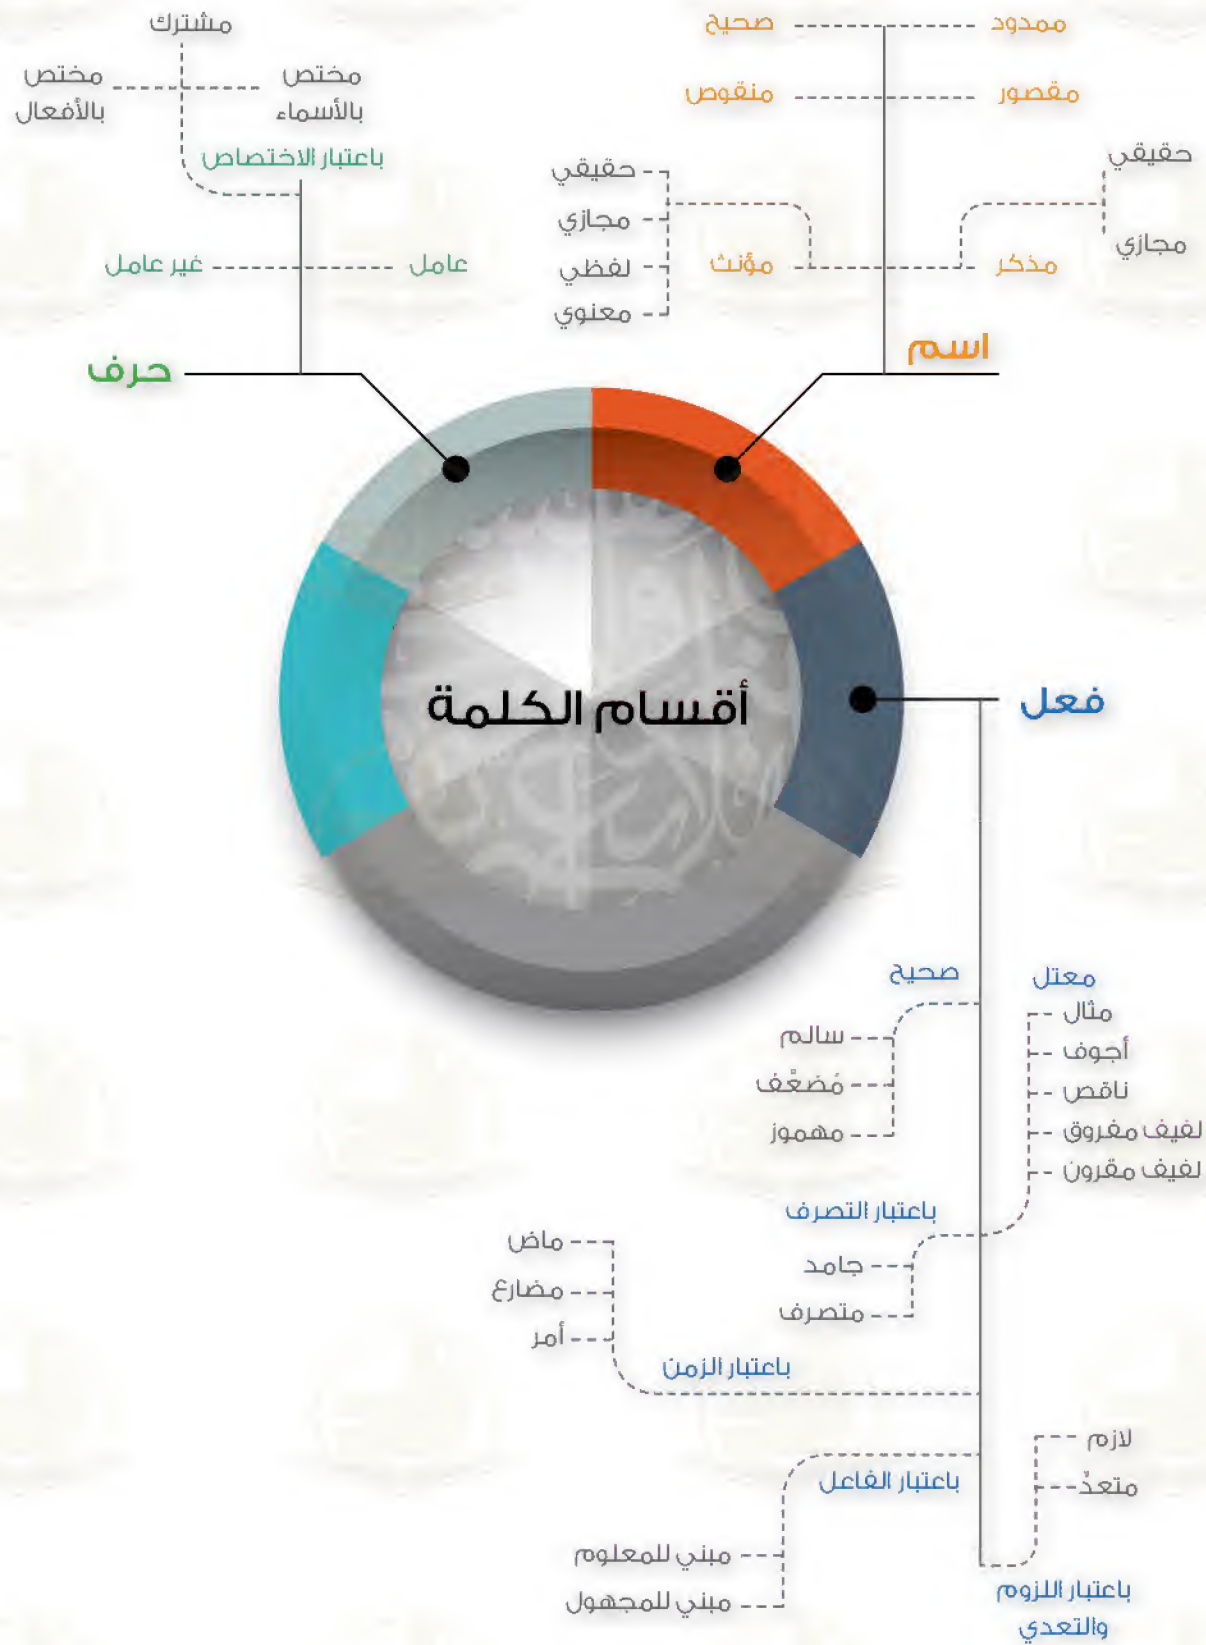 أقسام الكلمة
اسم
ممدود
صحيح
مقصور
منقوص
مذكر
حقيقي
مجازي
مؤنث
حقيقي
مجازي
لفظي
معنوي
فعل
معتل
مثال
أجوف
ناقص
لفيف مفروق
لفيف مقرون
صحيح
سالم
مُضعَّف
مهموز
باعتبار التصرف
جامد
متصرف
باعتبار الزمن
ماض
مضارع
أمر
باعتبار الفاعل
مبني للمعلوم
مبني للمجهول
لازم
متعدٍّ
باعتبار اللزوم
والتعدي
حرف
عامل
غير عامل
باعتبار الاختصاص
مشترك
مختص
بالأسماء
مختص
بالأفعال